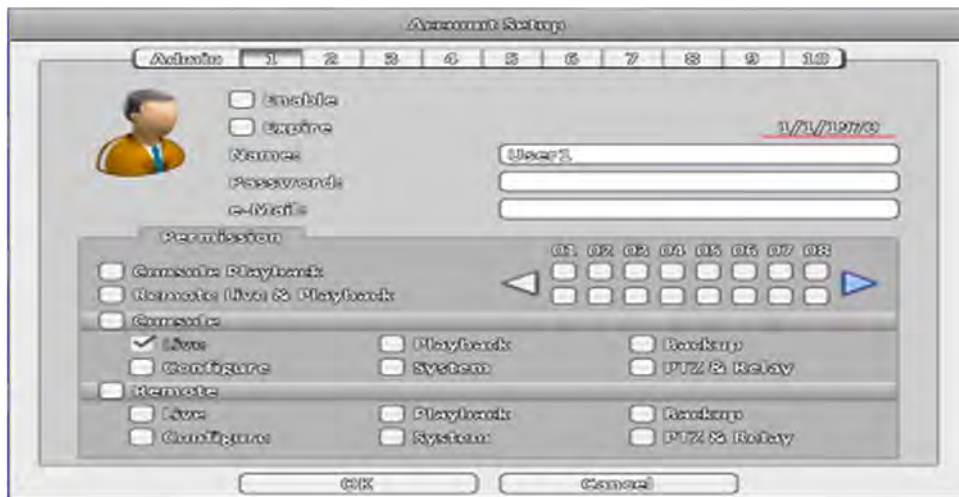 Account Setup
Admin 1 2 3 4 5 6 7 8 9 10
Enable
Expire 1/1/1970
Name: User1
Password:
e-Mail:
Permission
01 02 03 04 05 06 07 08
Console Playback
Remote Live & Playback
Console
Live Playback Backup
Configure System PTZ & Relay
Remote
Live Playback Backup
Configure System PTZ & Relay
OK Cancel